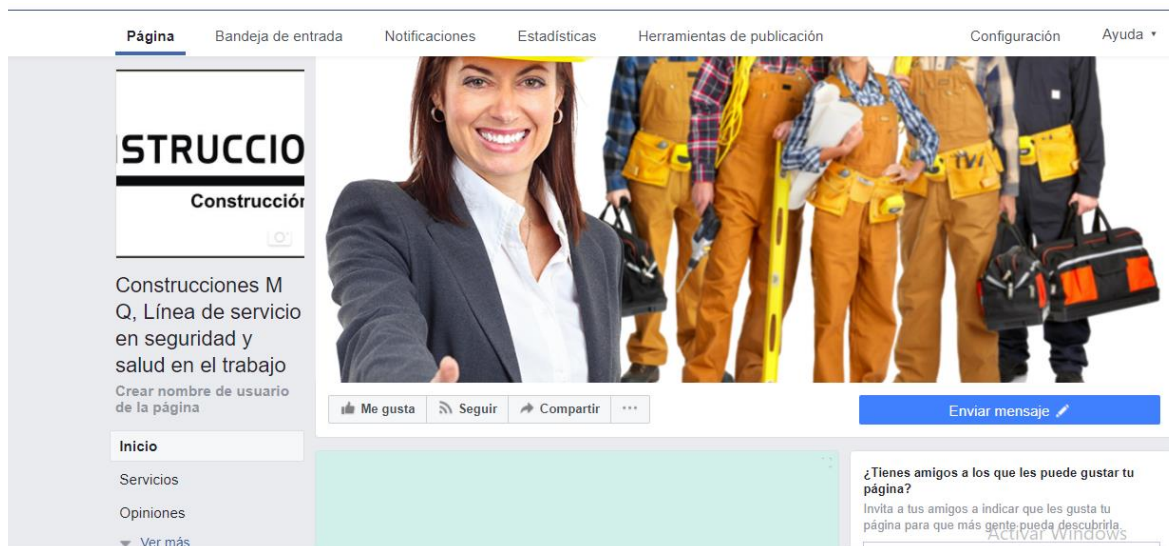 Página Bandeja de entrada Notificaciones Estadísticas Herramientas de publicación Configuración Ayuda
STRUCCIO
Construcción
Construcciones M
Q, Línea de servicio
en seguridad y
salud en el trabajo
Crear nombre de usuario
de la página
Me gusta Seguir Compartir ··· Enviar mensaje
Inicio
Servicios
Opiniones
Ver más
¿Tienes amigos a los que les puede gustar tu
página?
Invita a tus amigos a indicar que les gusta tu
página para que más gente pueda descubrirla.
Activar Windows